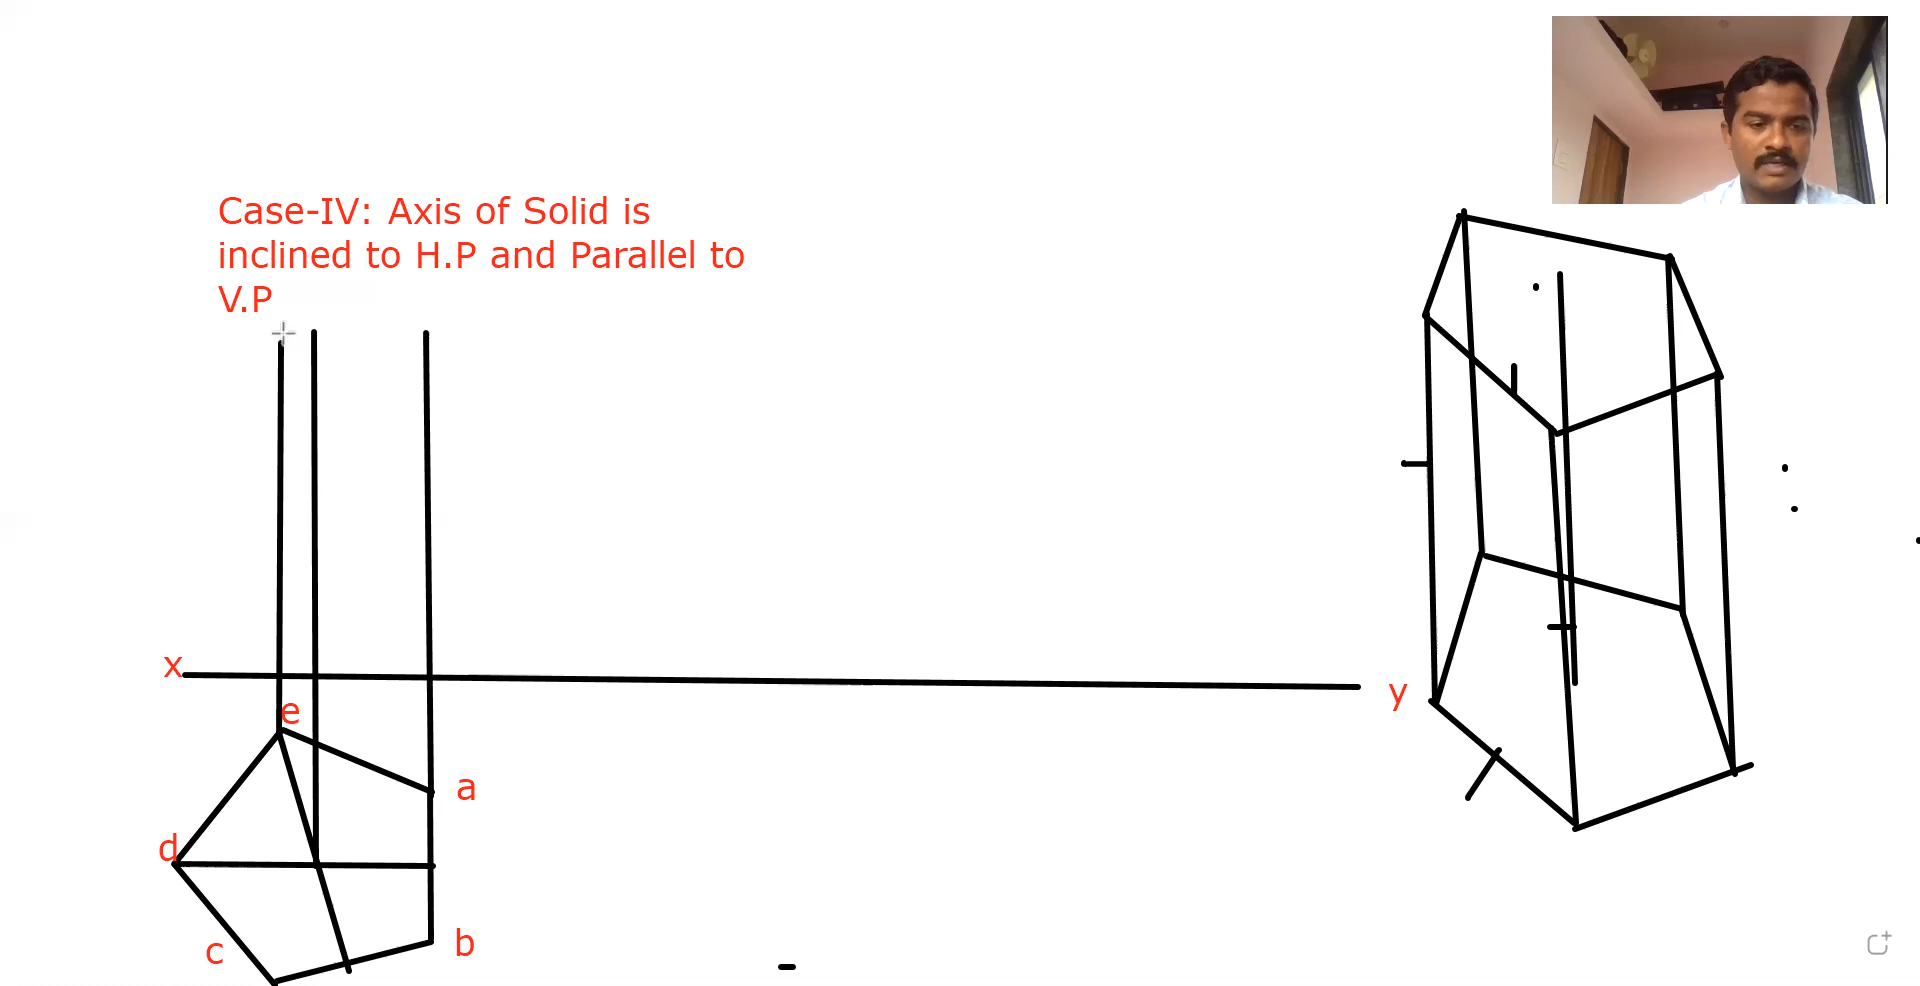 Case-IV: Axis of Solid is
inclined to H.P and Parallel to
V.P
x
y
e
a
d
c
b